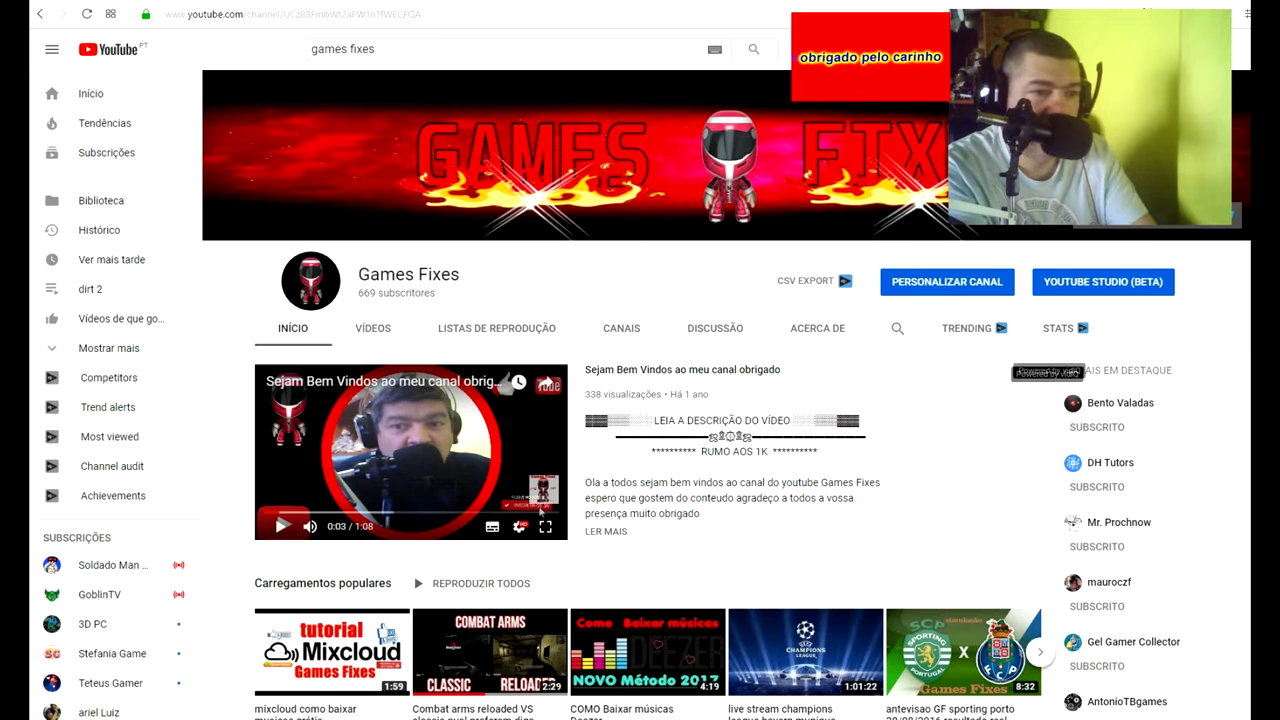 www.youtube.com/channel/UCz88FmbWt2aFW1nTfWECFQA
YouTube PT
games fixes
obrigado pelo carinho
GAMES FIX
Início
Tendências
Subscrições
Biblioteca
Histórico
Ver mais tarde
dirt 2
Vídeos de que go...
Mostrar mais
Competitors
Trend alerts
Most viewed
Channel audit
Achievements
SUBSCRIÇÕES
Soldado Man ...
GoblinTV
3D PC
Stefania Game
Teteus Gamer
ariel Luiz
Games Fixes
669 subscritores
CSV EXPORT
PERSONALIZAR CANAL
YOUTUBE STUDIO (BETA)
INÍCIO
VÍDEOS
LISTAS DE REPRODUÇÃO
CANAIS
DISCUSSÃO
ACERCA DE
TRENDING
STATS
Sejam Bem Vindos ao meu canal obrig...
0:03 / 1:08
Sejam Bem Vindos ao meu canal obrigado
338 visualizações • Há 1 ano
LEIA A DESCRIÇÃO DO VÍDEO
********** RUMO AOS 1K **********
Ola a todos sejam bem vindos ao canal do youtube Games Fixes
espero que gostem do conteudo agradeço a todos a vossa
presença muito obrigado
LER MAIS
AIS EM DESTAQUE
Bento Valadas
SUBSCRITO
DH Tutors
SUBSCRITO
Mr. Prochnow
SUBSCRITO
mauroczf
SUBSCRITO
Gel Gamer Collector
SUBSCRITO
AntonioTBgames
Carregamentos populares
REPRODUZIR TODOS
tutorial
Mixcloud
Games Fixes
1:59
COMBAT ARMS
CLASSIC
RELOADED
2:29
Como Baixar músicas
DEEZER
NOVO Método 2017
4:19
CHAMPIONS
LEAGUE
1:01:22
SCP
SPORTING
PORTUGAL
X
FCP
Games Fixes
8:32
mixcloud como baixar
Combat arms reloaded VS
COMO Baixar músicas
live stream champions
antevisao GF sporting porto